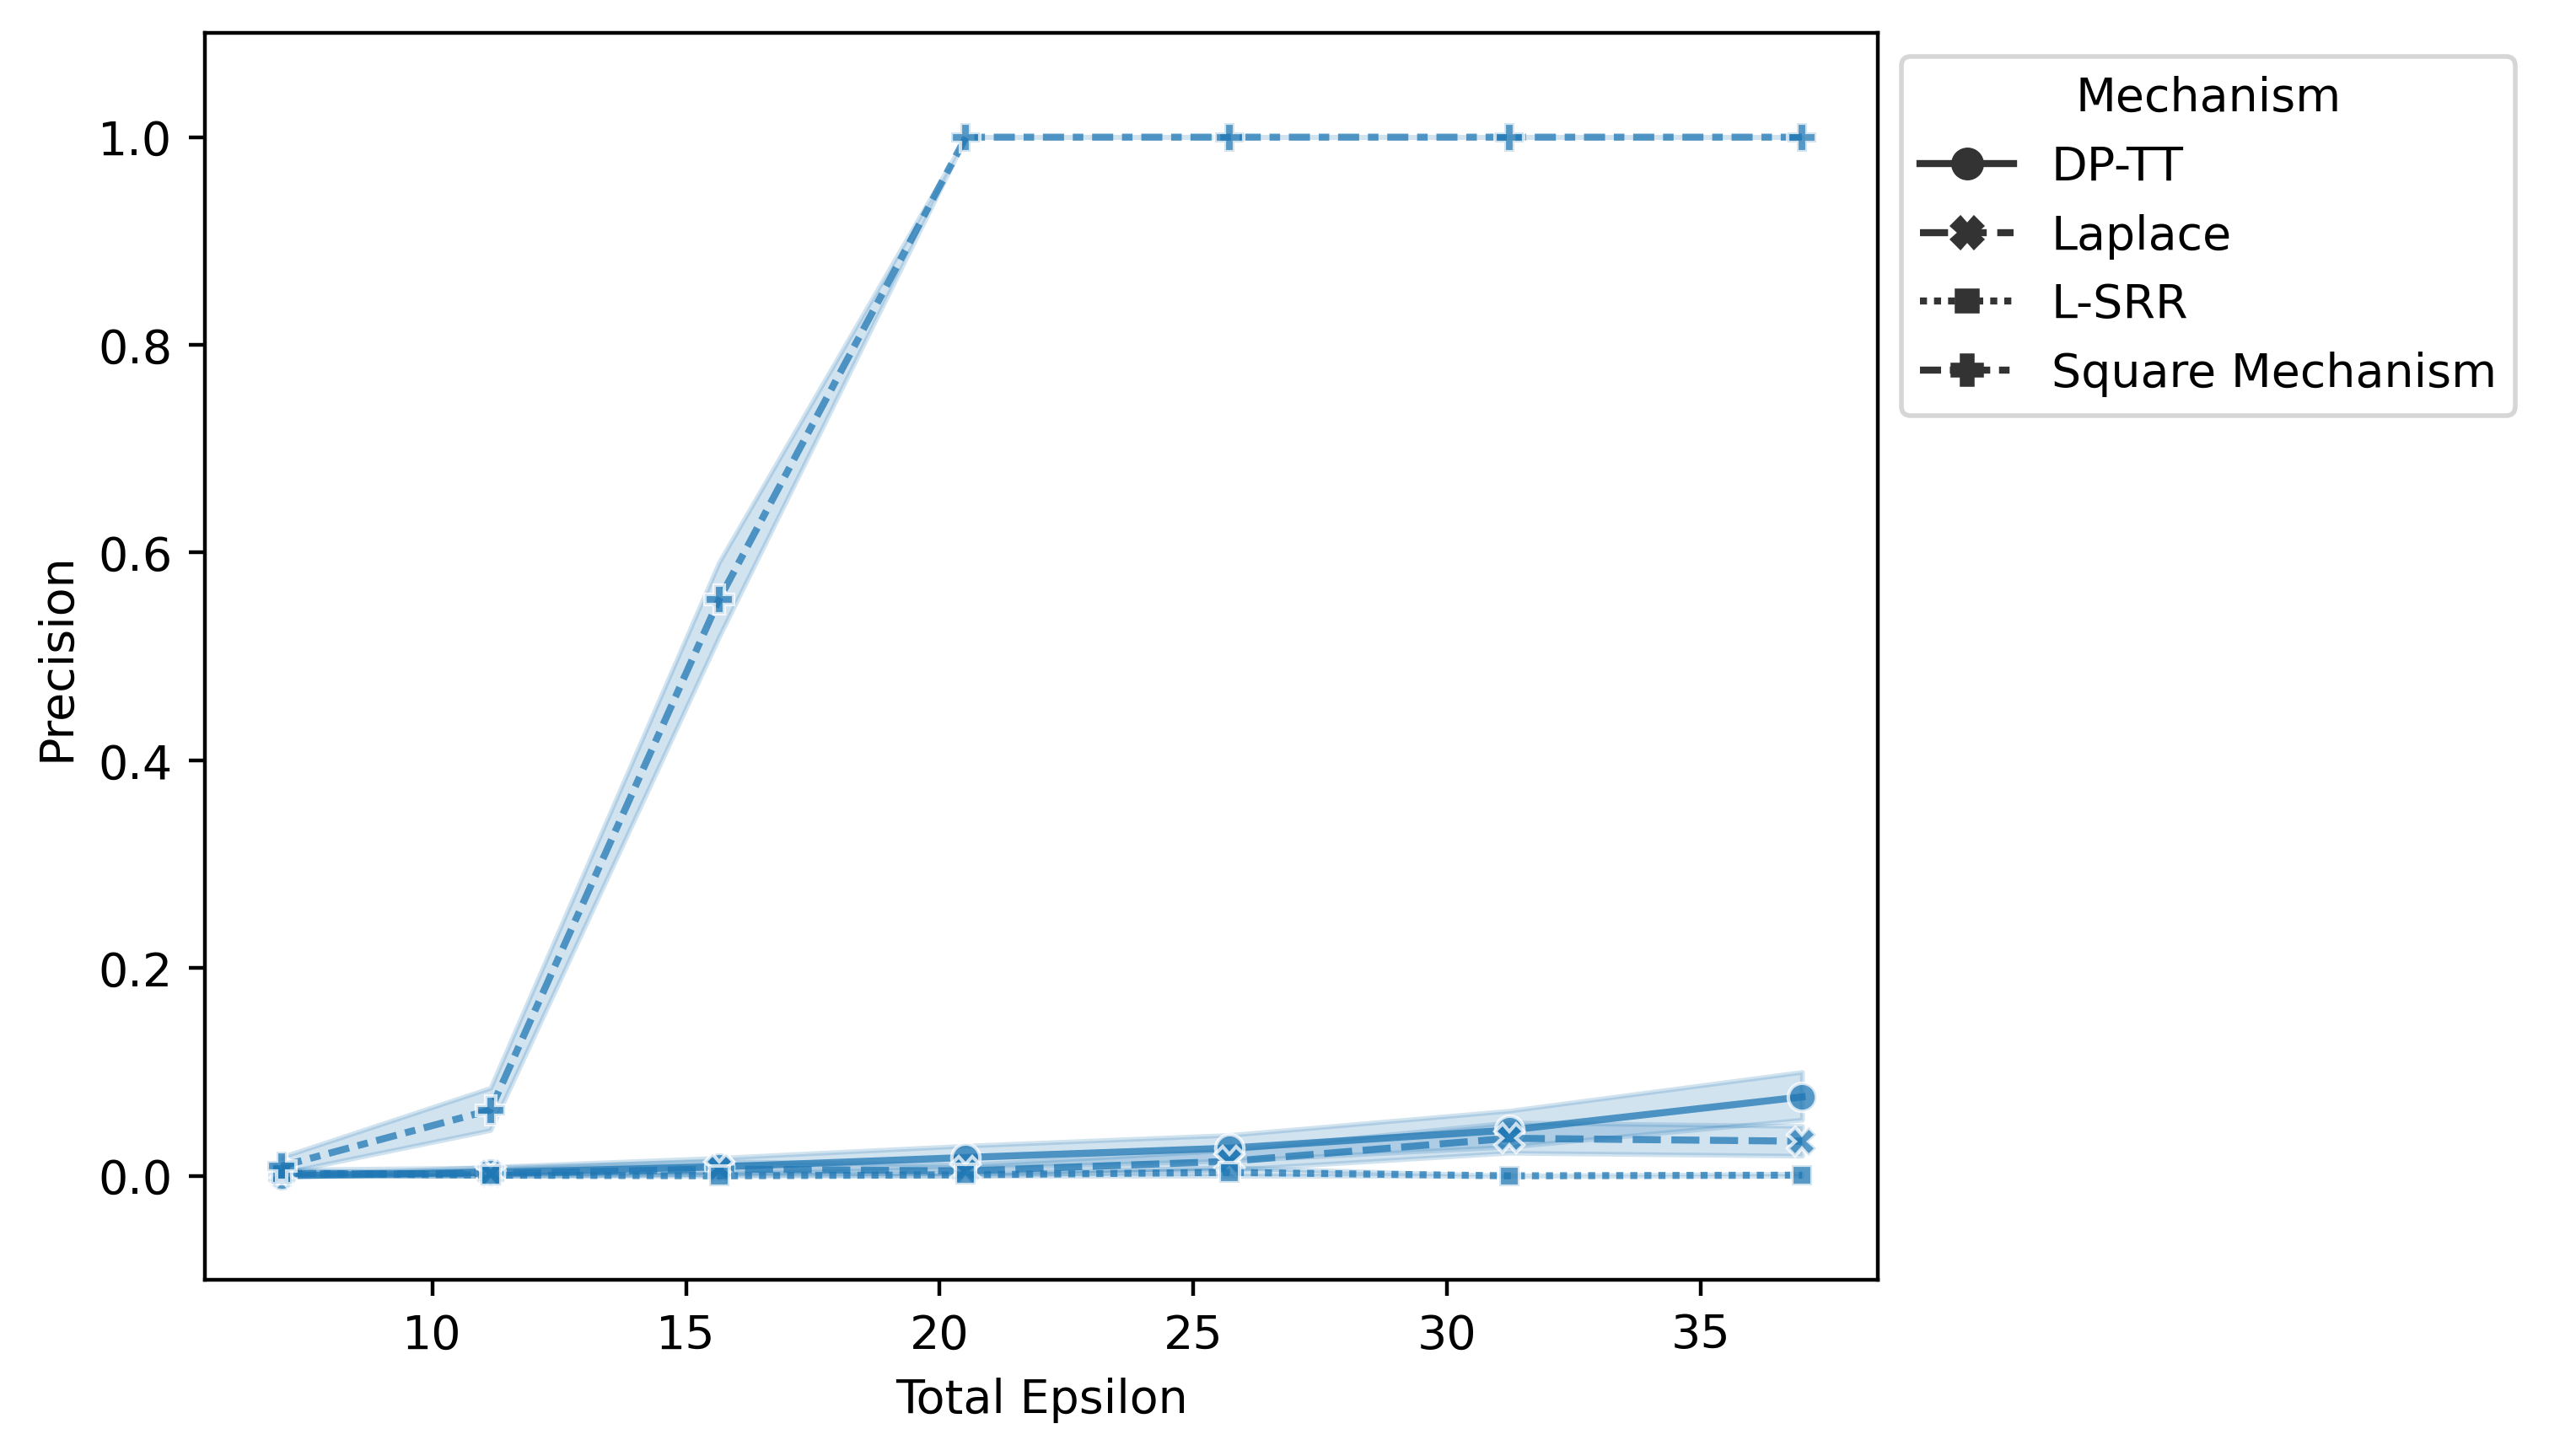 Mechanism
DP-TT
Laplace
L-SRR
Square Mechanism
Precision
1.0
0.8
0.6
0.4
0.2
0.0
10 15 20 25 30 35
Total Epsilon